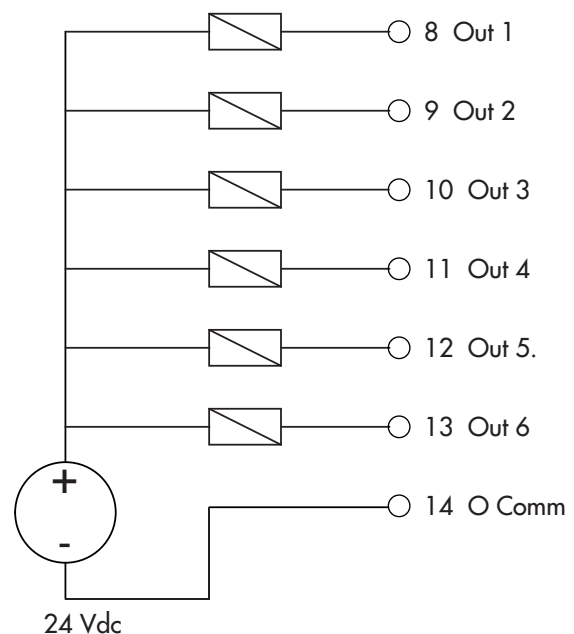 8 Out 1
9 Out 2
10 Out 3
11 Out 4
12 Out 5.
13 Out 6
+
14 O Comm
-
24 Vdc